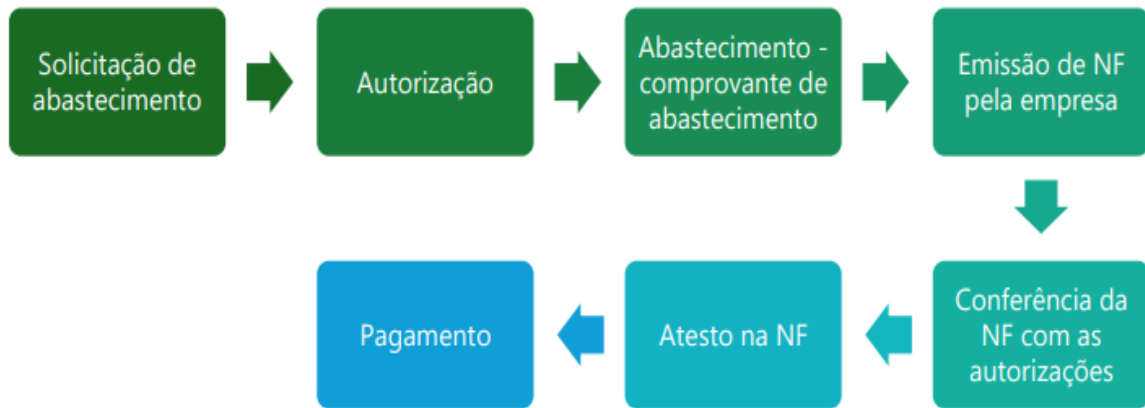 Solicitação de
abastecimento
Autorização
Abastecimento -
comprovante de
abastecimento
Emissão de NF
pela empresa
Conferência da
NF com as
autorizações
Atesto na NF
Pagamento